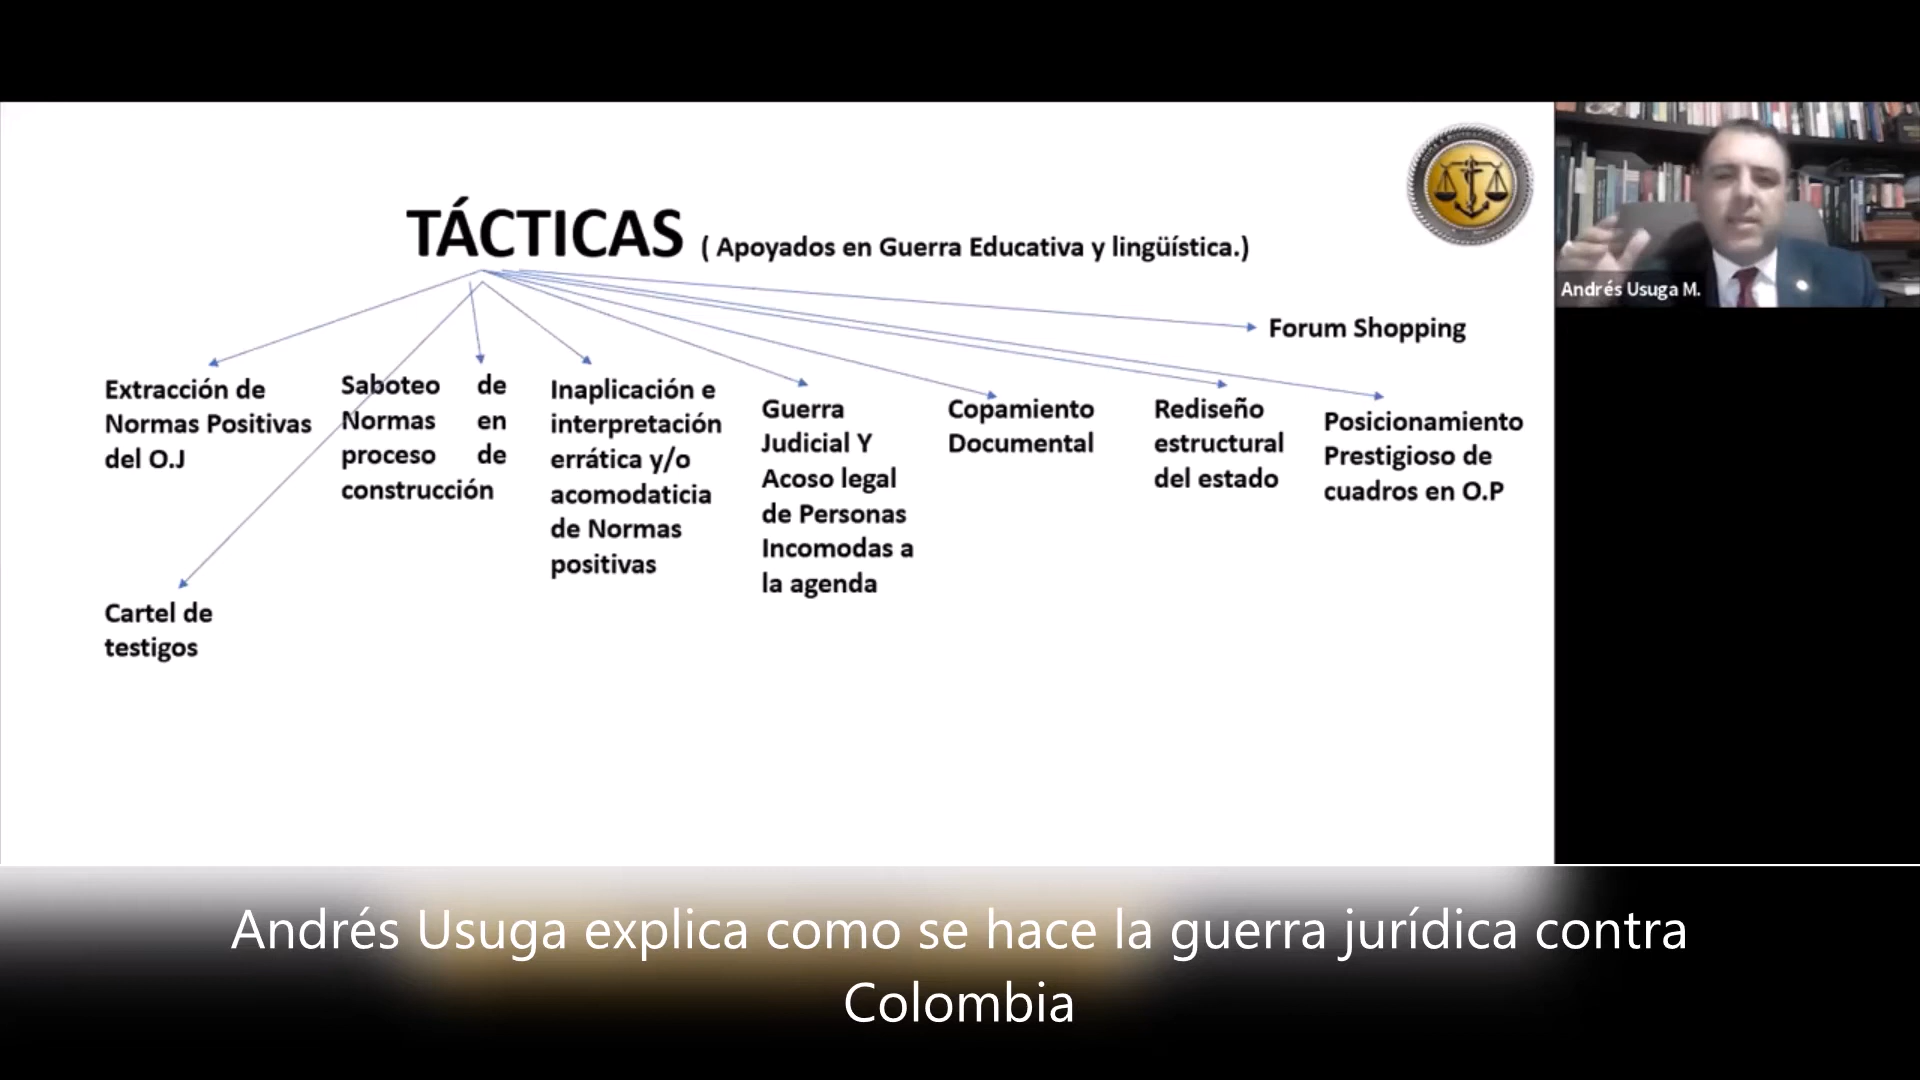 TÁCTICAS ( Apoyados en Guerra Educativa y lingüística.)
Forum Shopping
Extracción de
Normas Positivas
del O.J
Saboteo de
Normas en
proceso de
construcción
Inaplicación e
interpretación
errática y/o
acomodaticia
de Normas
positivas
Guerra
Judicial Y
Acoso legal
de Personas
Incomodas a
la agenda
Copamiento
Documental
Rediseño
estructural
del estado
Posicionamiento
Prestigioso de
cuadros en O.P
Cartel de
testigos
Andrés Usuga M.
Andrés Usuga explica como se hace la guerra jurídica contra
Colombia